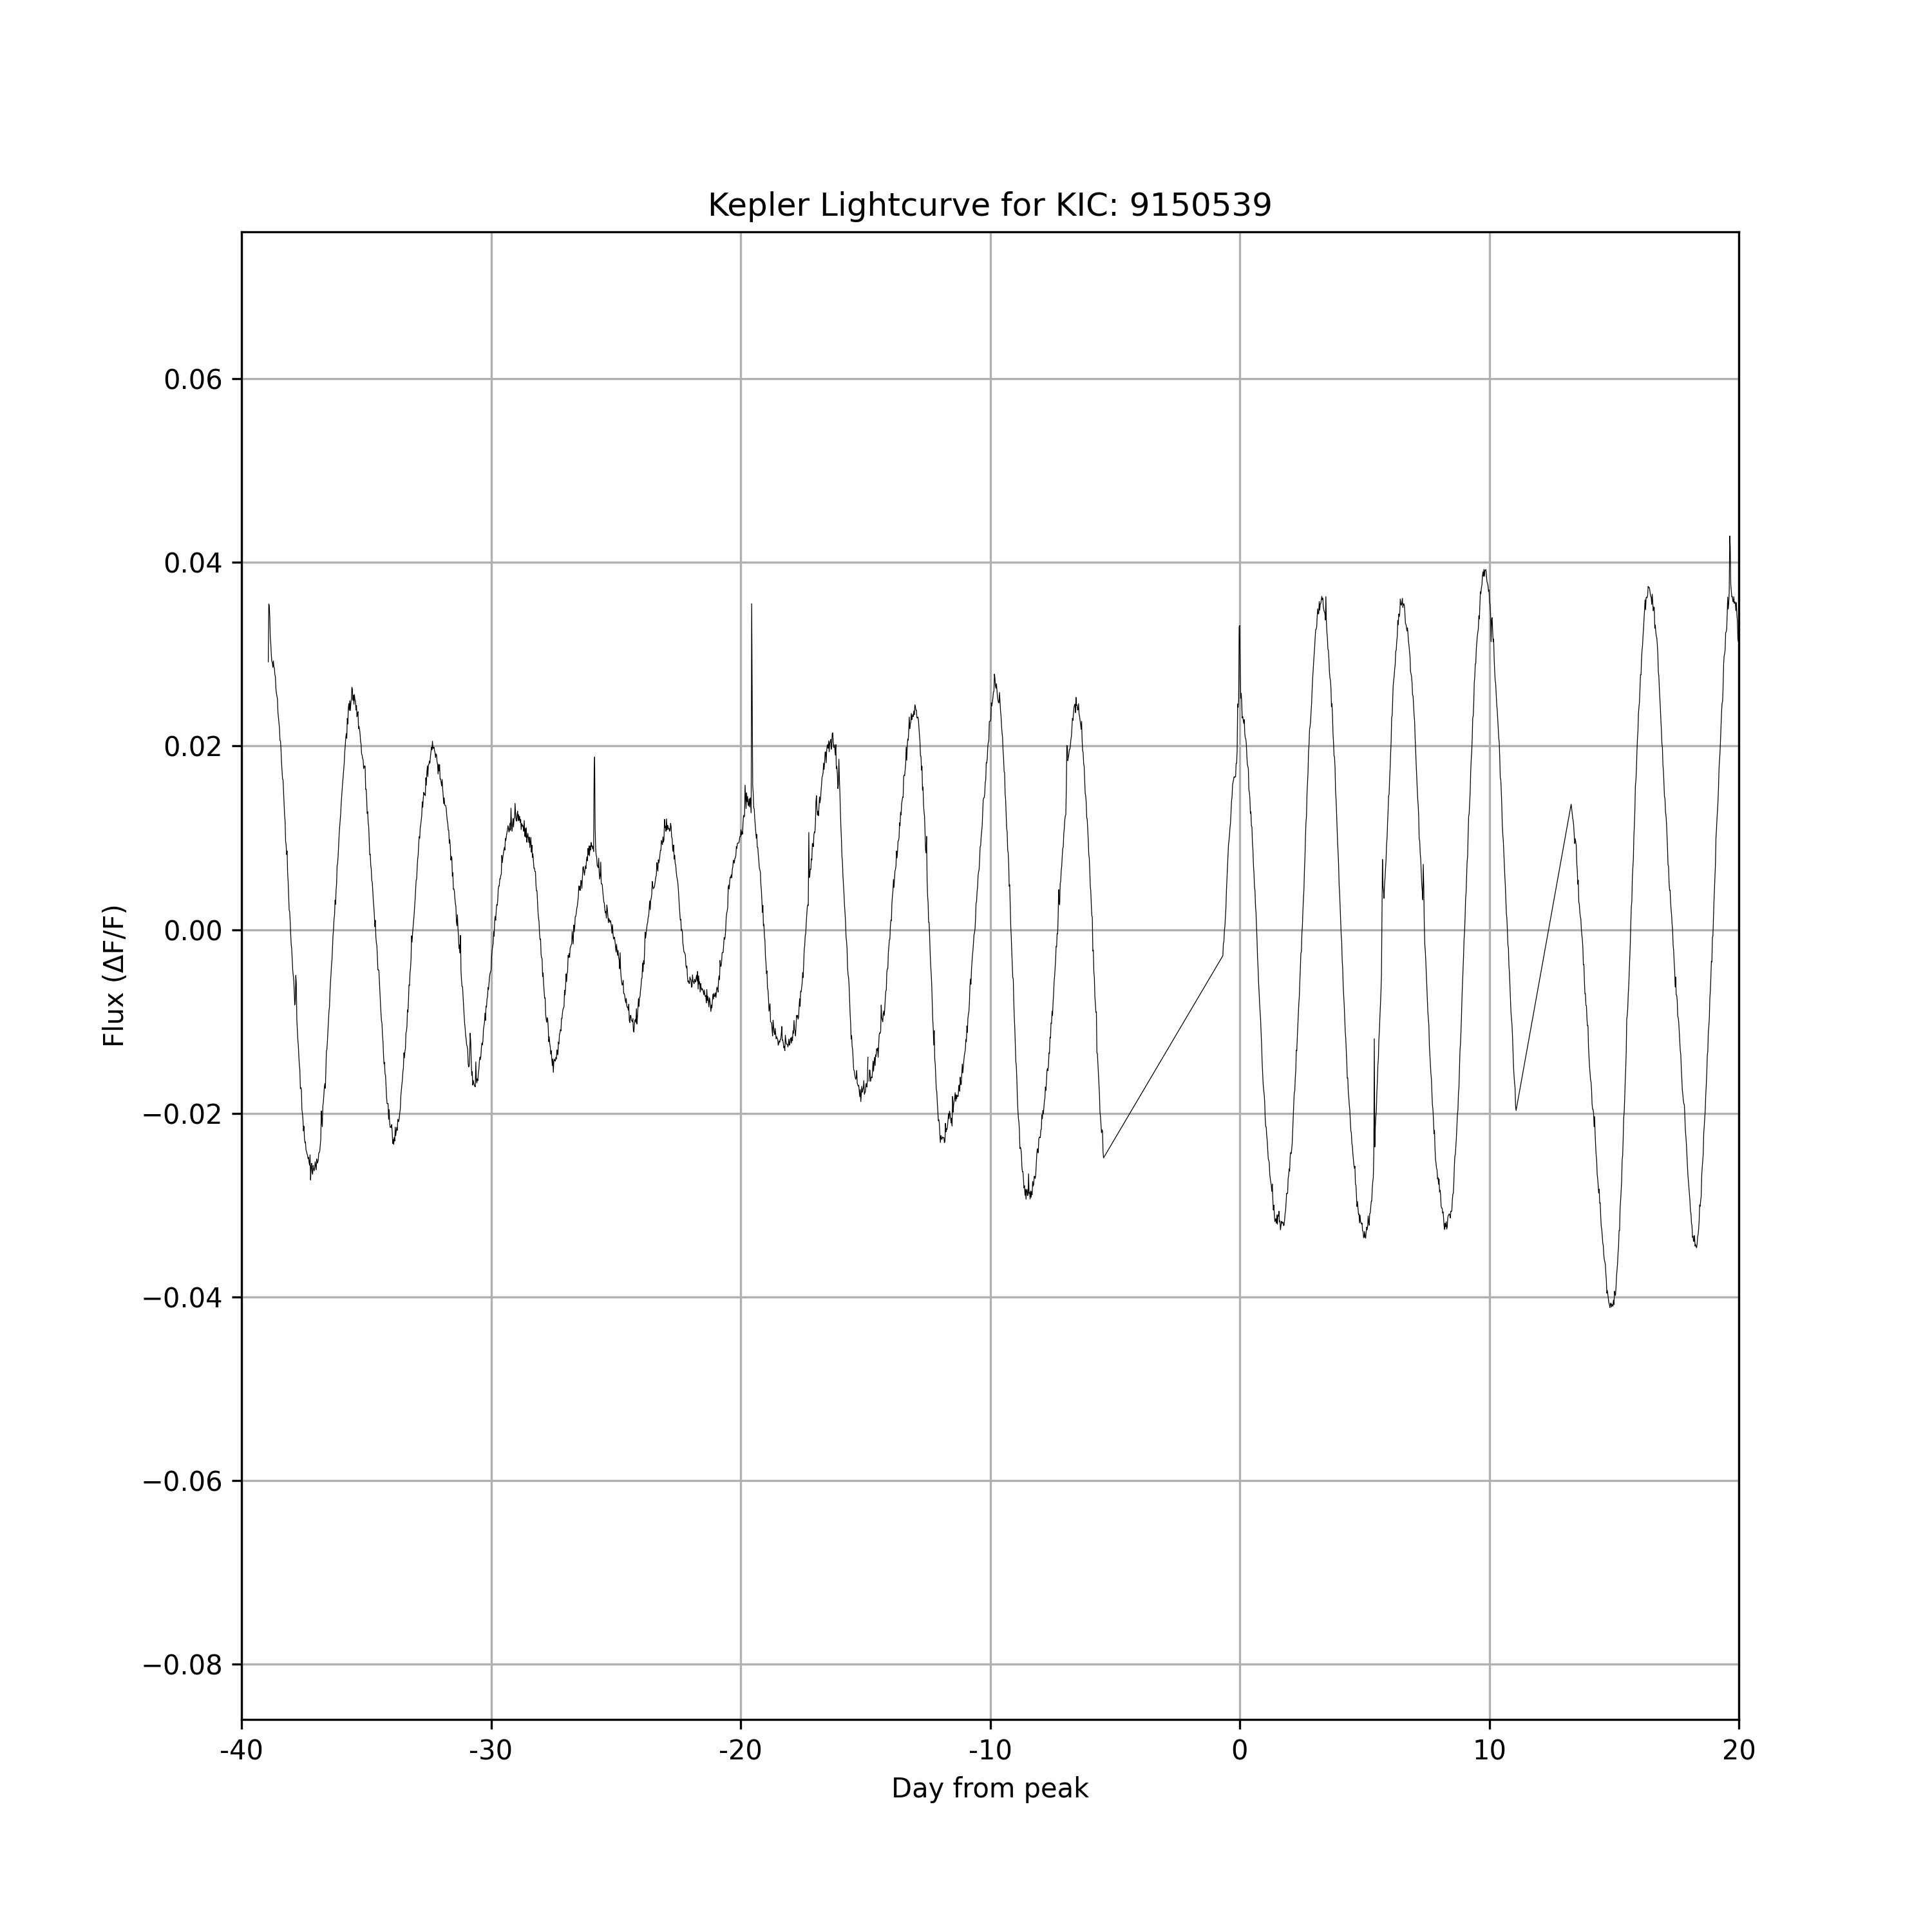 Kepler Lightcurve for KIC: 9150539
0.06
0.04
0.02
0.00
−0.02
−0.04
−0.06
−0.08
Flux (ΔF/F)
-40 -30 -20 -10 0 10 20
Day from peak